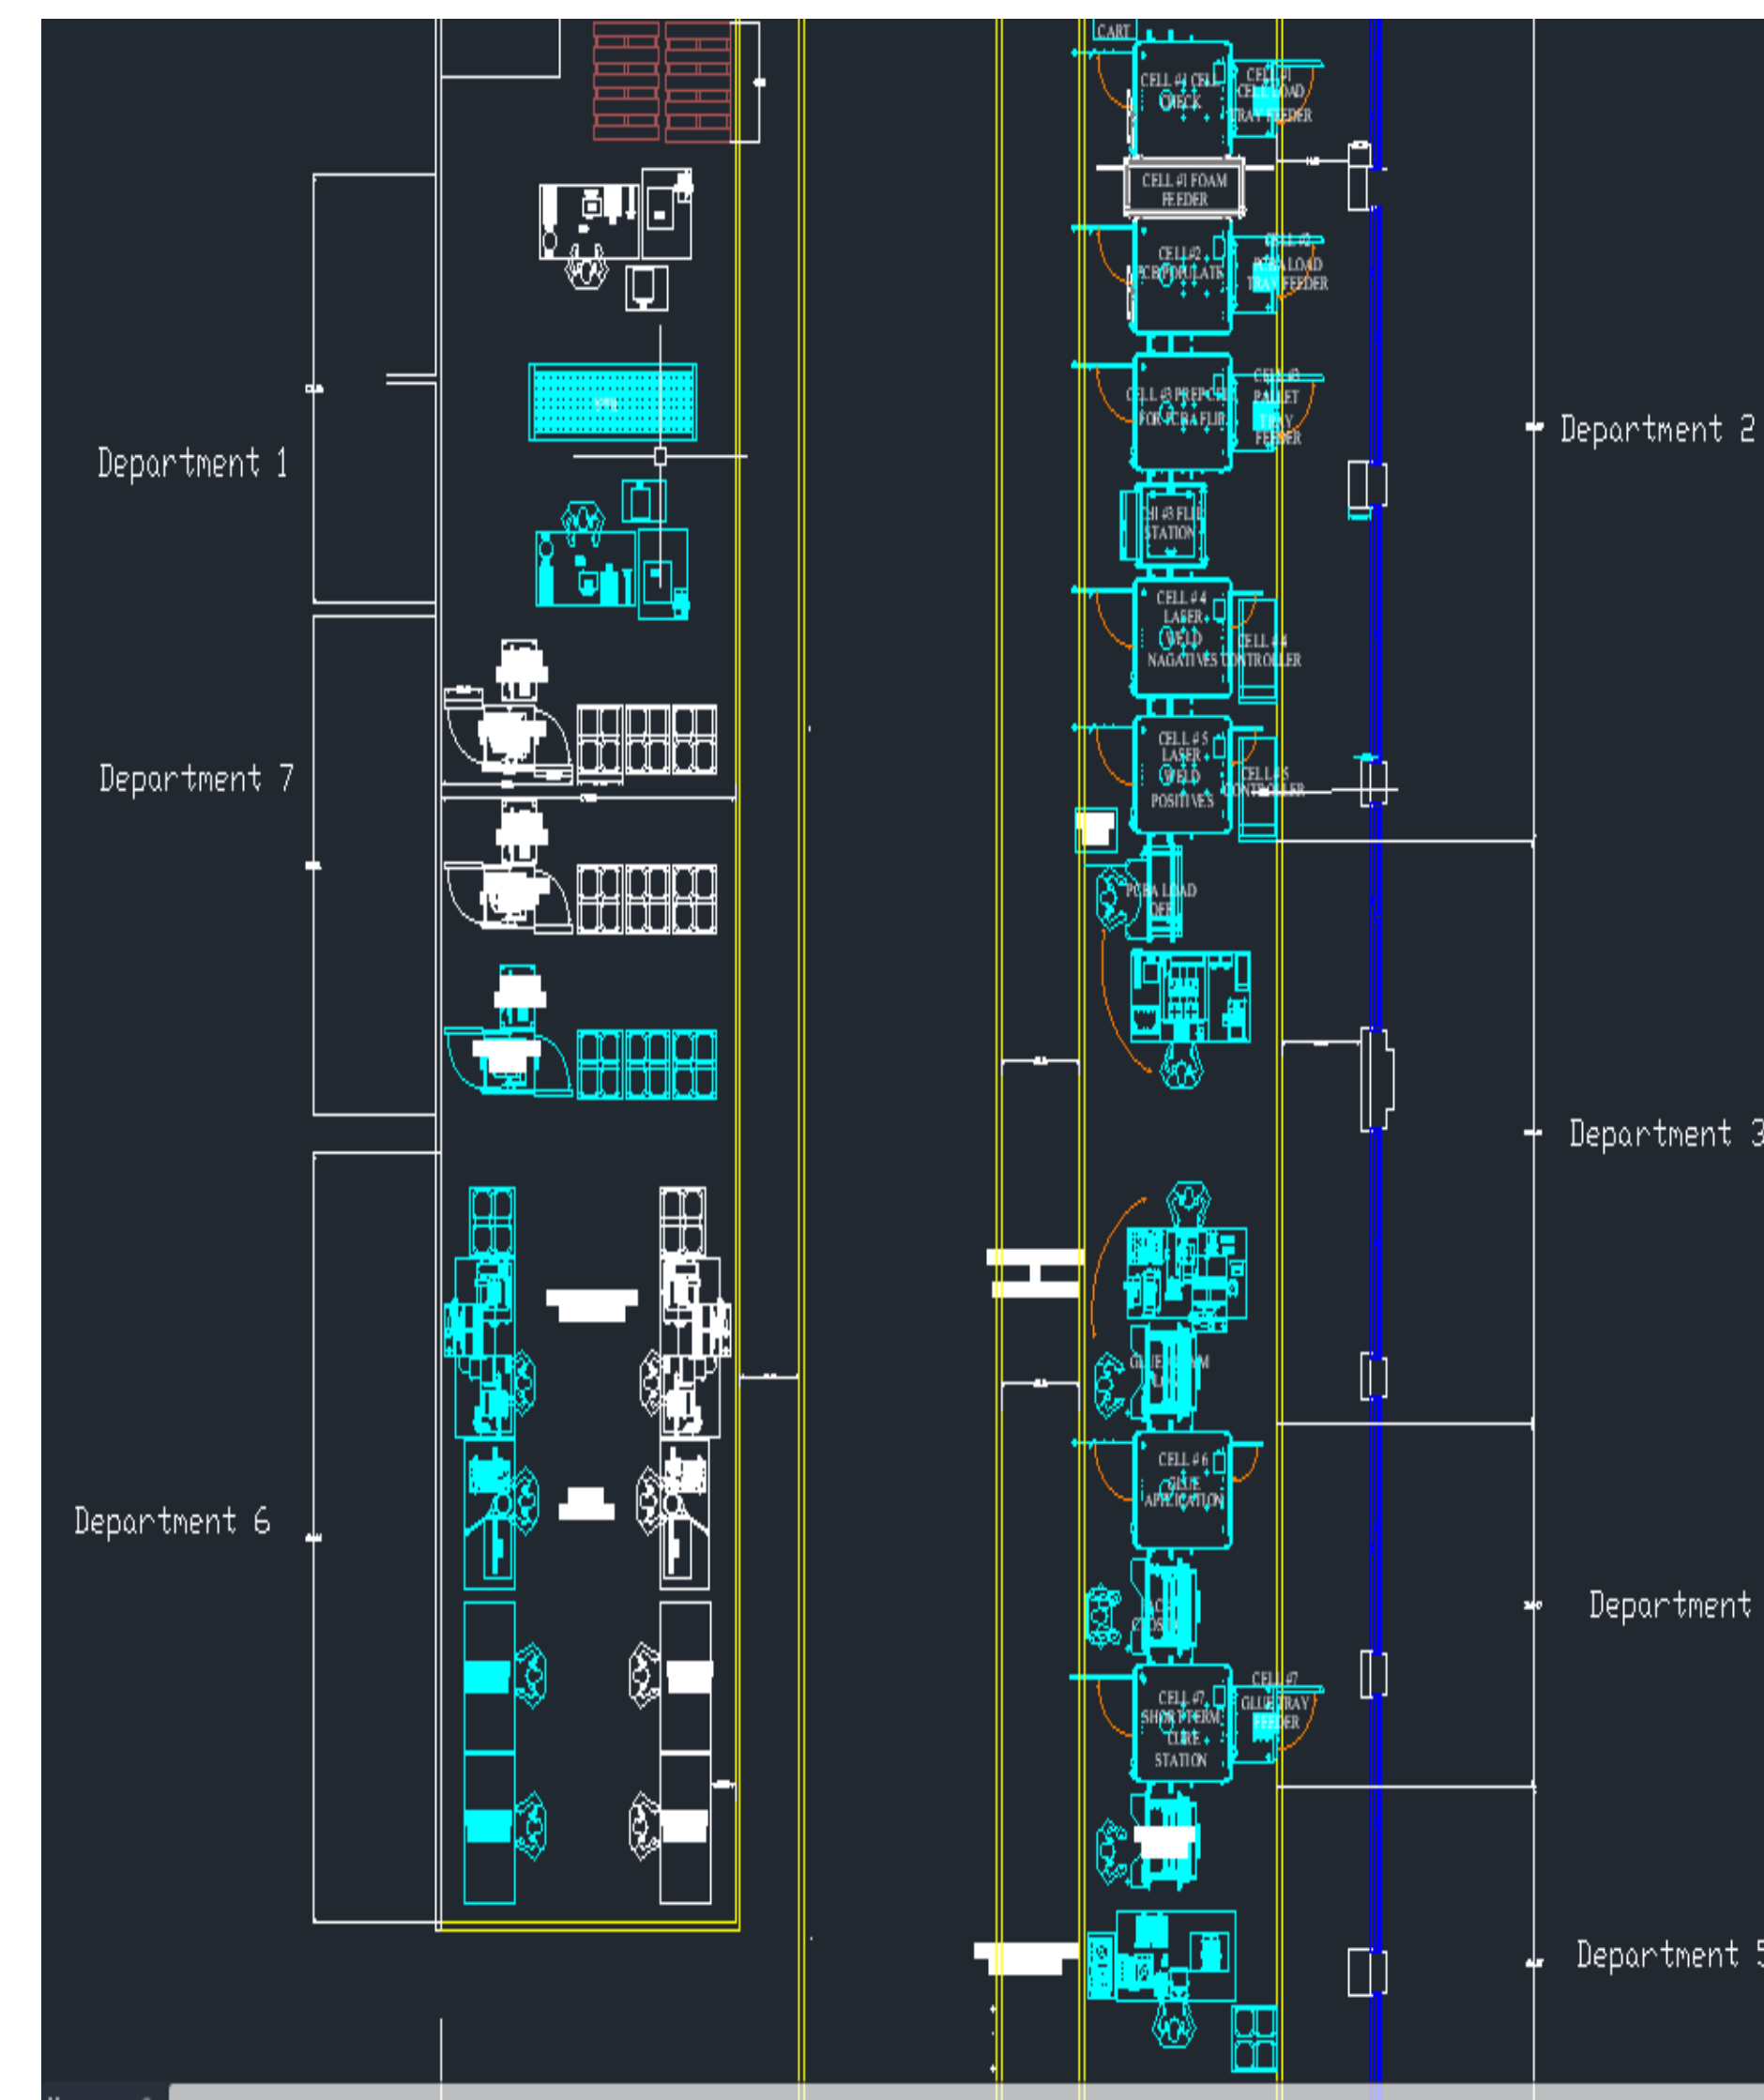 CART
CELL #1 CELL
CHECK
CELL #1
CELL LOAD
TRAY FEEDER
CELL #1 FOAM
FEEDER
CELL #2
PCB POPULATE
CELL #2
PCBA LOAD
TRAY FEEDER
CELL #3 PREP CELL
FOR PCBA FLIP
CELL #3
PALLET
TRAY
FEEDER
Department 1
Department 2
#3 FLIP
STATION
CELL # 4
LASER
WELD
NAGATIVES
CELL # 4
CONTROLLER
Department 7
CELL # 5
LASER
WELD
POSITIVES
CELL # 5
CONTROLLER
PCBA LOAD
Department 3
CELL # 6
GLUE
APPLICATION
Department 6
Department
CELL #7
SHORT TERM
CURE
STATION
CELL #7
GLUE TRAY
FEEDER
Department 5